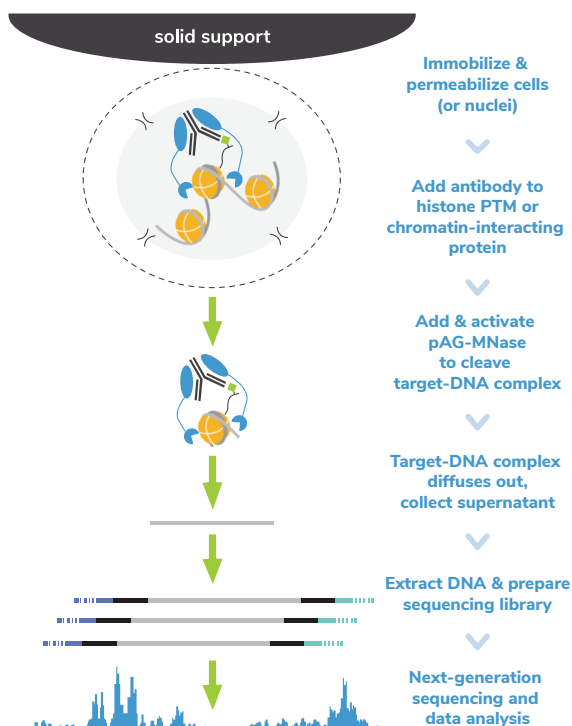 solid support
Immobilize &
permeabilize cells
(or nuclei)
Add antibody to
histone PTM or
chromatin-interacting
protein
Add & activate
pAG-MNase
to cleave
target-DNA complex
Target-DNA complex
diffuses out,
collect supernatant
Extract DNA & prepare
sequencing library
Next-generation
sequencing and
data analysis